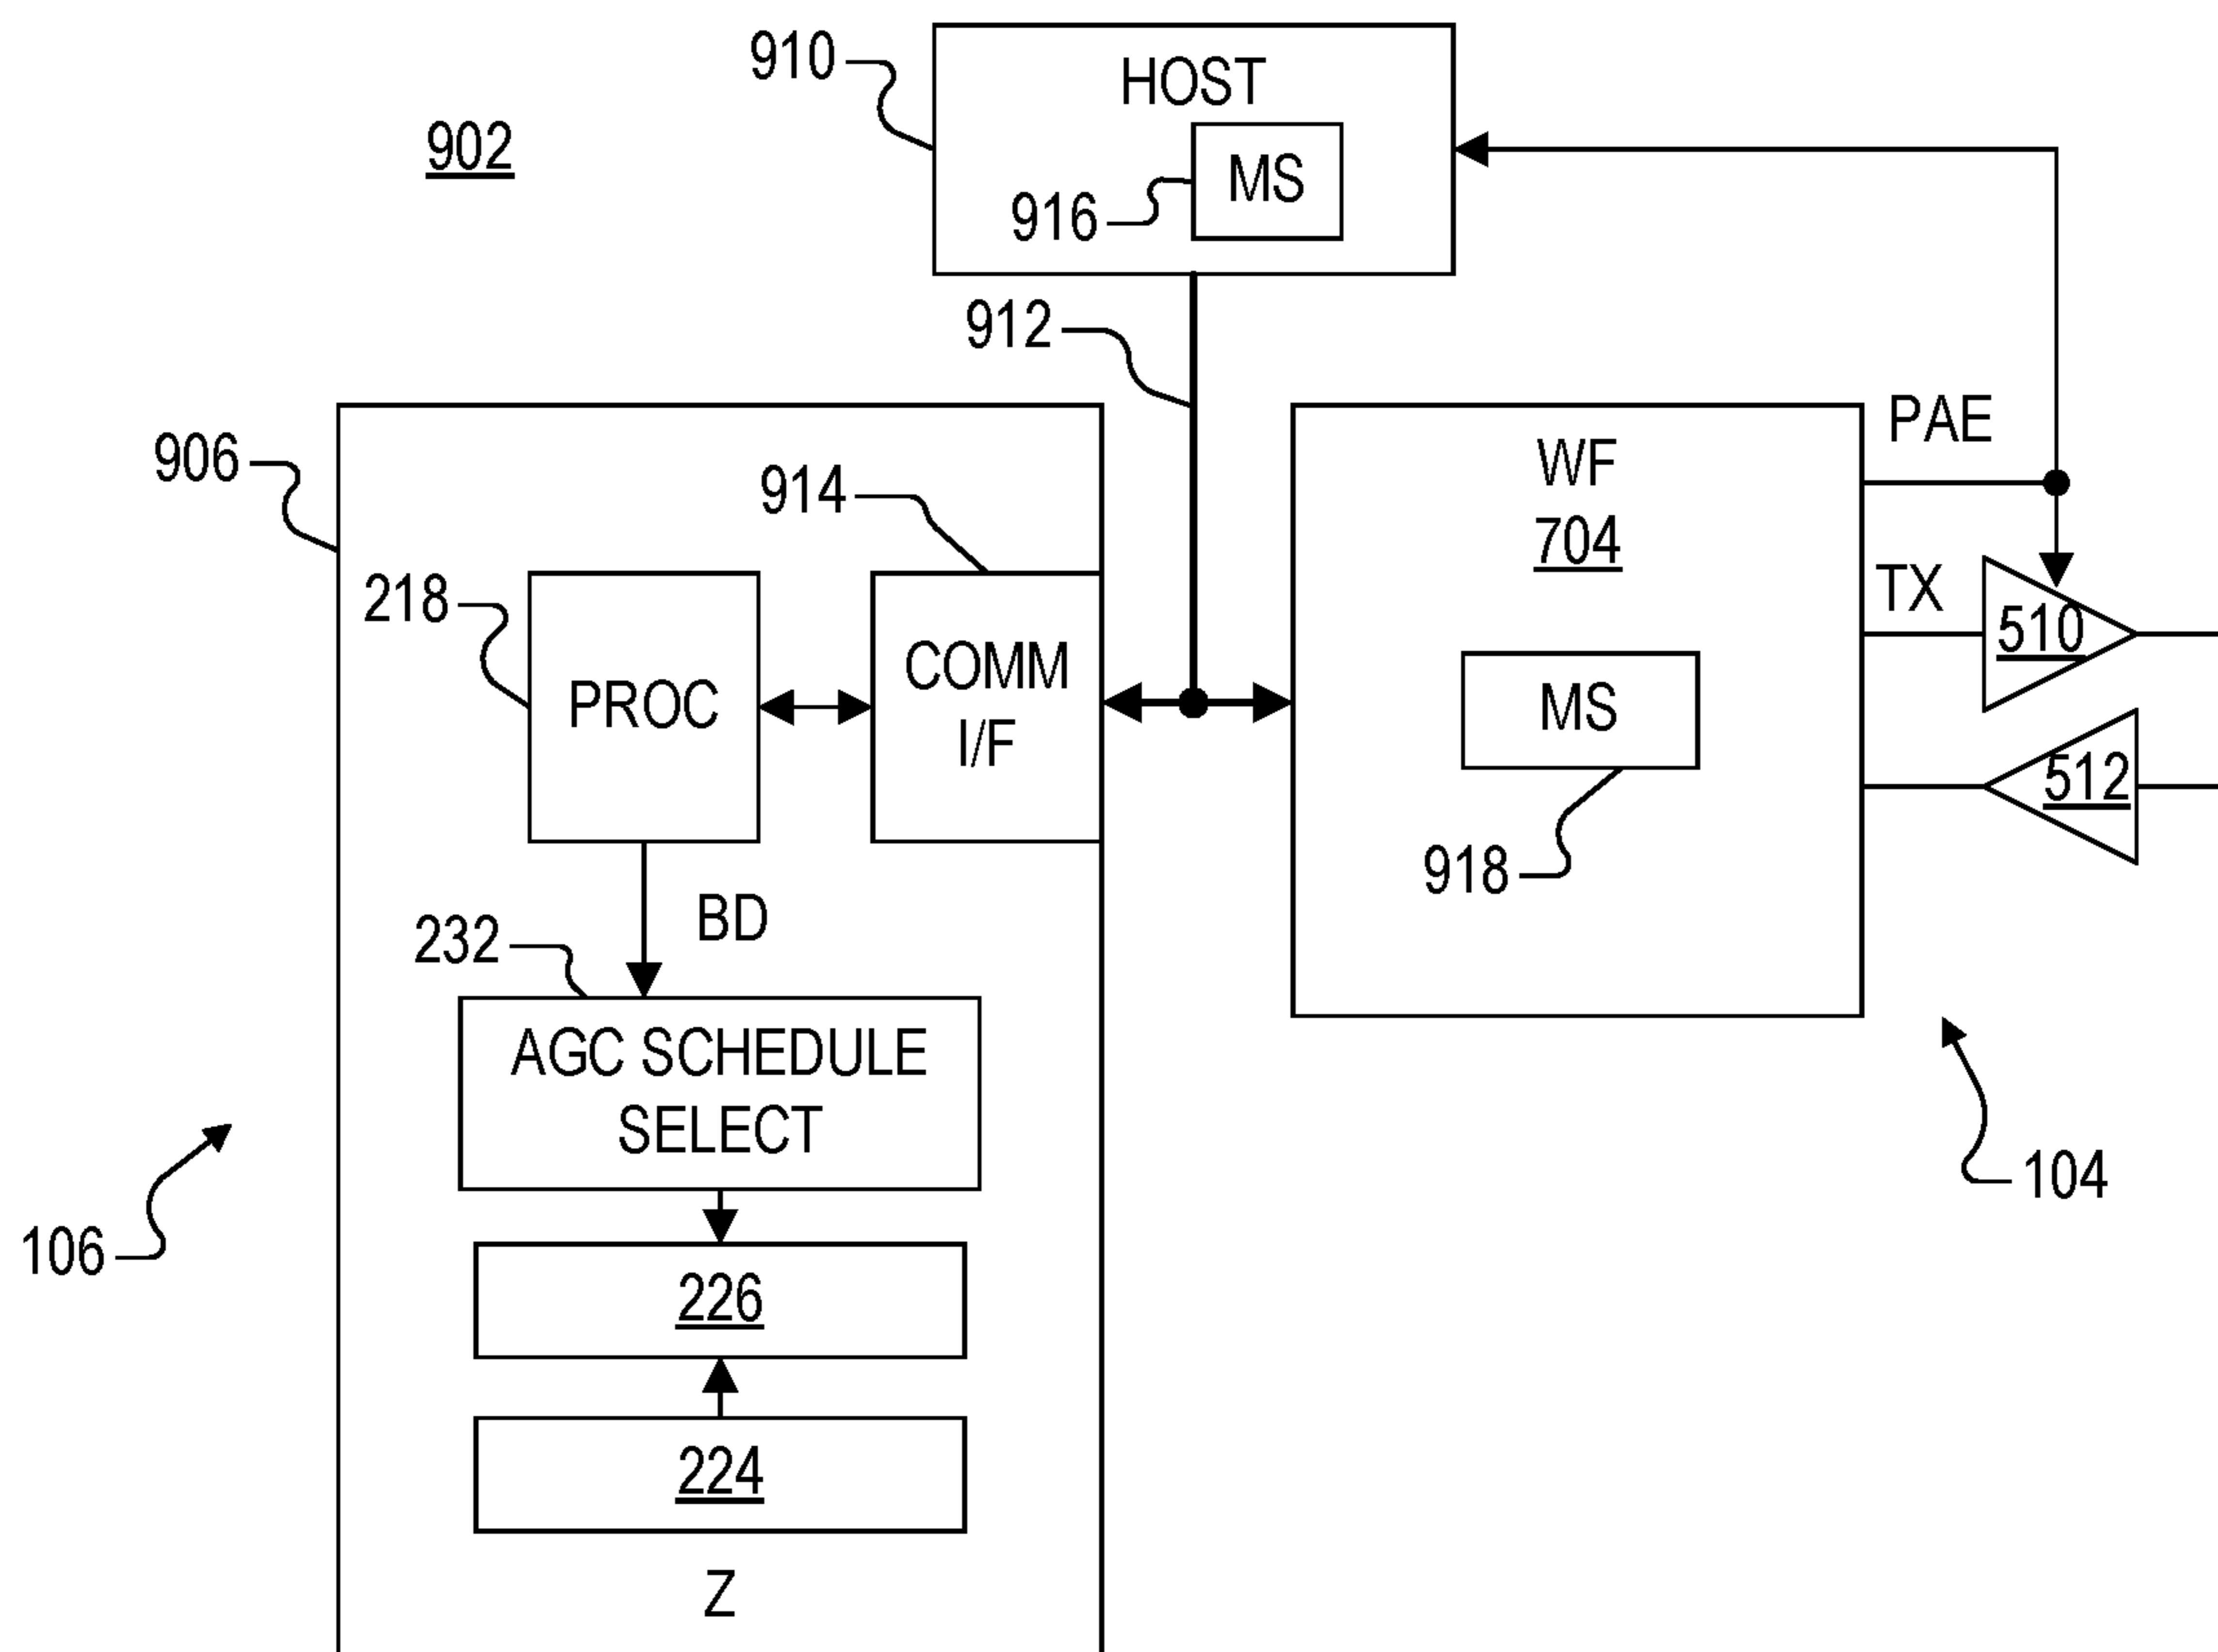 910
HOST
902
MS
916
912
906
PAE
WF
914
704
218
TX
510
COMM
PROC
MS
I/F
512
918
BD
232
AGC SCHEDULE
SELECT
104
106
226
224
Z